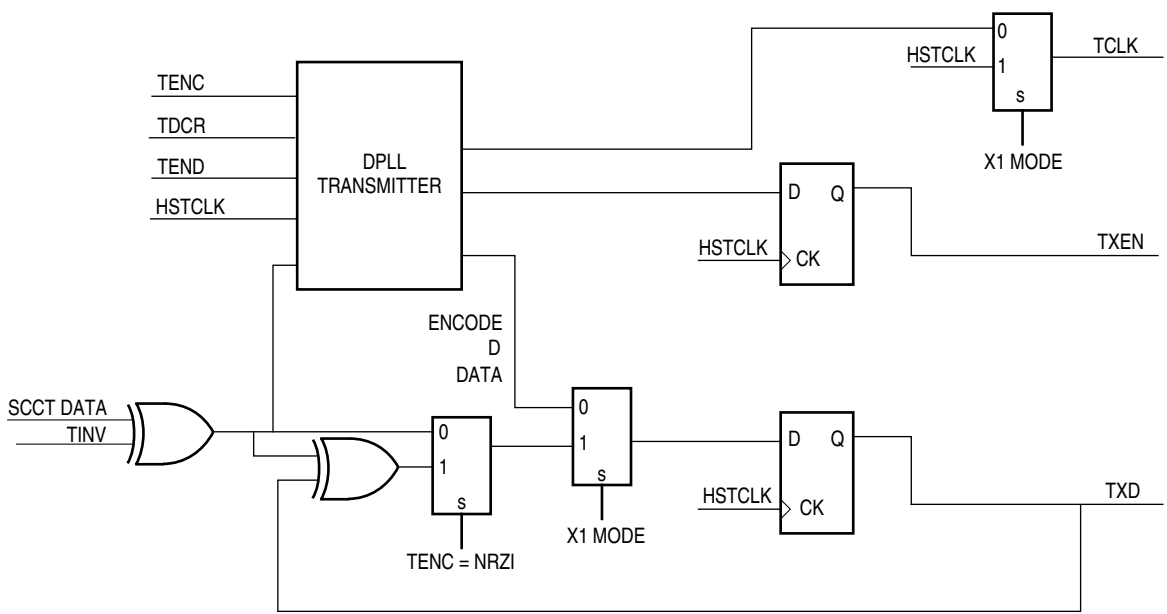 0
HSTCLK
1
TCLK
s
X1 MODE
TENC
TDCR
TEND
HSTCLK
DPLL
TRANSMITTER
D
Q
HSTCLK
CK
TXEN
ENCODE
D
DATA
SCCT DATA
TINV
0
1
s
TENC = NRZI
0
1
s
X1 MODE
D
Q
HSTCLK
CK
TXD